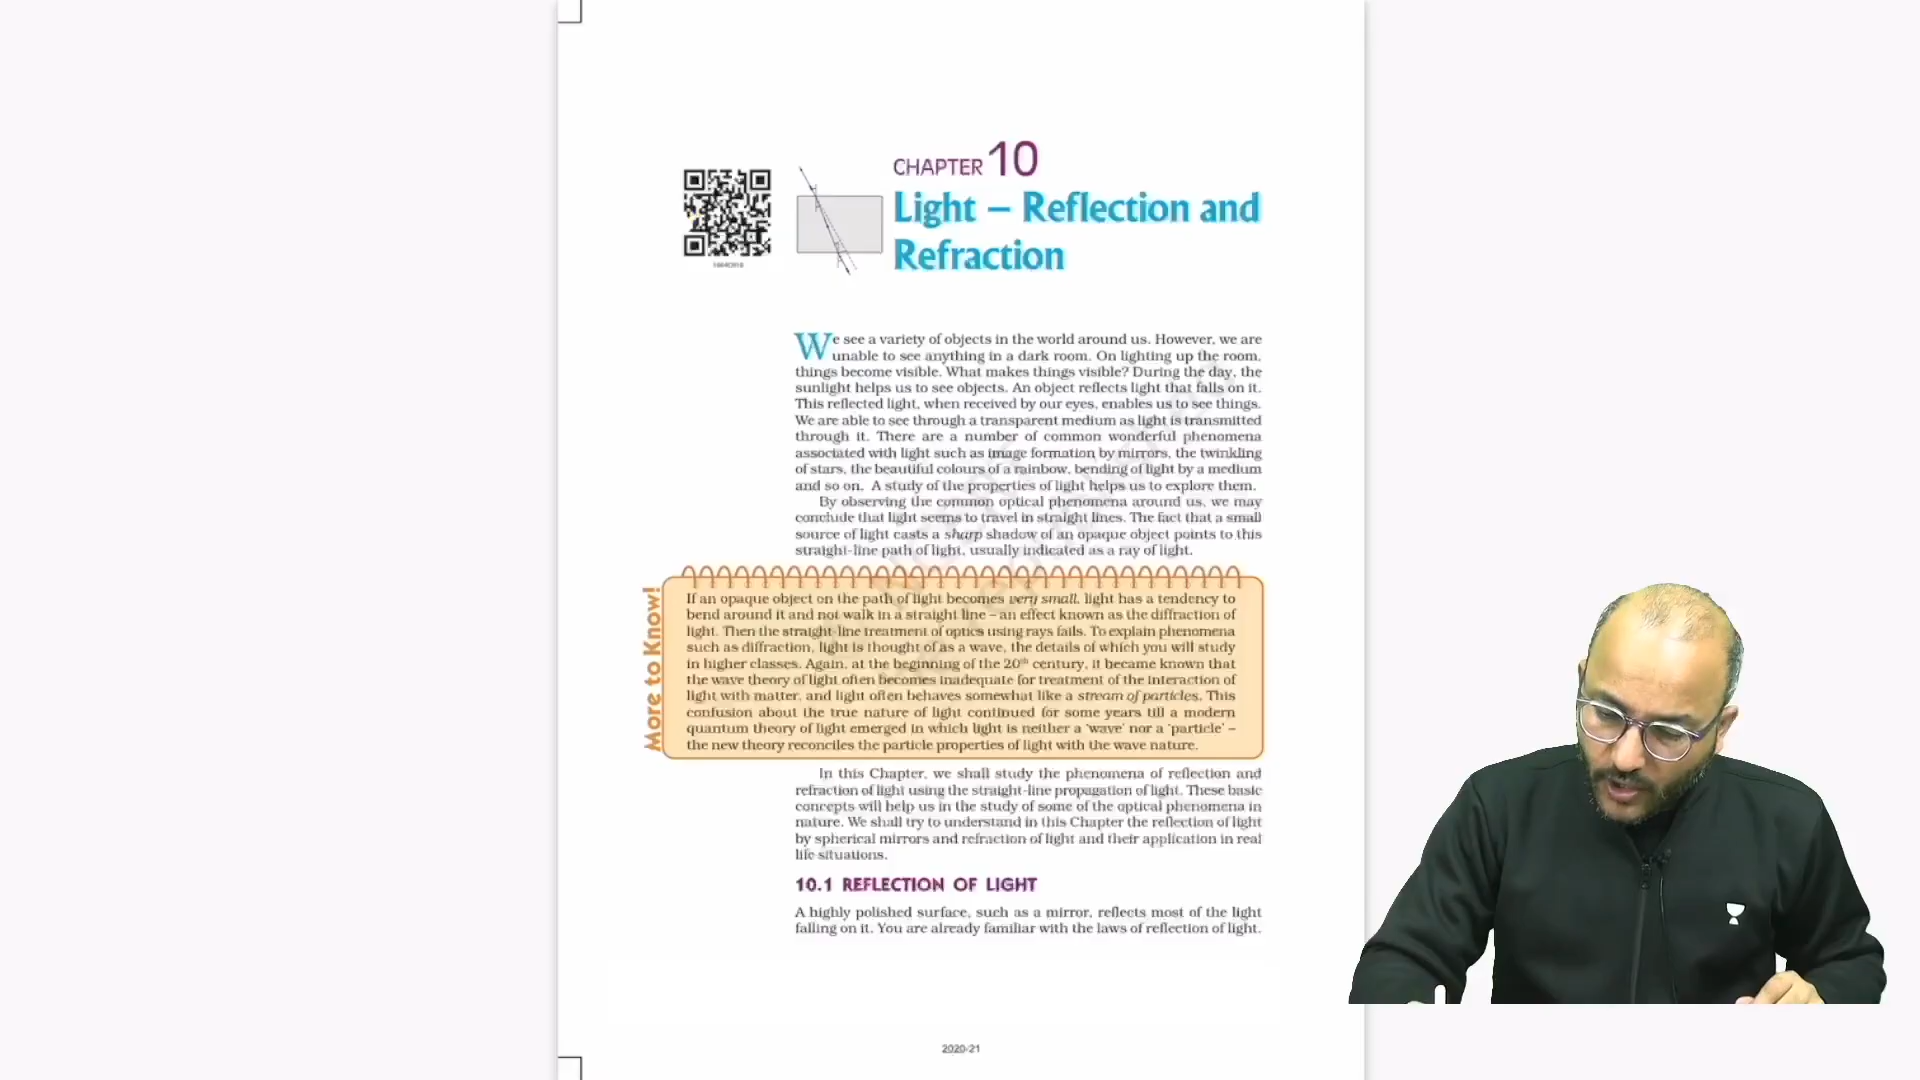 CHAPTER 10
Light – Reflection and
Refraction
We see a variety of objects in the world around us. However, we are
unable to see anything in a dark room. On lighting up the room,
things become visible. What makes things visible? During the day, the
sunlight helps us to see objects. An object reflects light that falls on it.
This reflected light, when received by our eyes, enables us to see things.
We are able to see through a transparent medium as light is transmitted
through it. There are a number of common wonderful phenomena
associated with light such as image formation by mirrors, the twinkling
of stars, the beautiful colours of a rainbow, bending of light by a medium
and so on. A study of the properties of light helps us to explore them.
By observing the common optical phenomena around us, we may
conclude that light seems to travel in straight lines. The fact that a small
source of light casts a sharp shadow of an opaque object points to this
straight-line path of light, usually indicated as a ray of light.
More to Know!
If an opaque object on the path of light becomes very small, light has a tendency to
bend around it and not walk in a straight line – an effect known as the diffraction of
light. Then the straight-line treatment of optics using rays fails. To explain phenomena
such as diffraction, light is thought of as a wave, the details of which you will study
in higher classes. Again, at the beginning of the 20th century, it became known that
the wave theory of light often becomes inadequate for treatment of the interaction of
light with matter, and light often behaves somewhat like a stream of particles. This
confusion about the true nature of light continued for some years till a modern
quantum theory of light emerged in which light is neither a ‘wave’ nor a ‘particle’ –
the new theory reconciles the particle properties of light with the wave nature.
In this Chapter, we shall study the phenomena of reflection and
refraction of light using the straight-line propagation of light. These basic
concepts will help us in the study of some of the optical phenomena in
nature. We shall try to understand in this Chapter the reflection of light
by spherical mirrors and refraction of light and their application in real
life situations.
10.1 REFLECTION OF LIGHT
A highly polished surface, such as a mirror, reflects most of the light
falling on it. You are already familiar with the laws of reflection of light.
2020-21